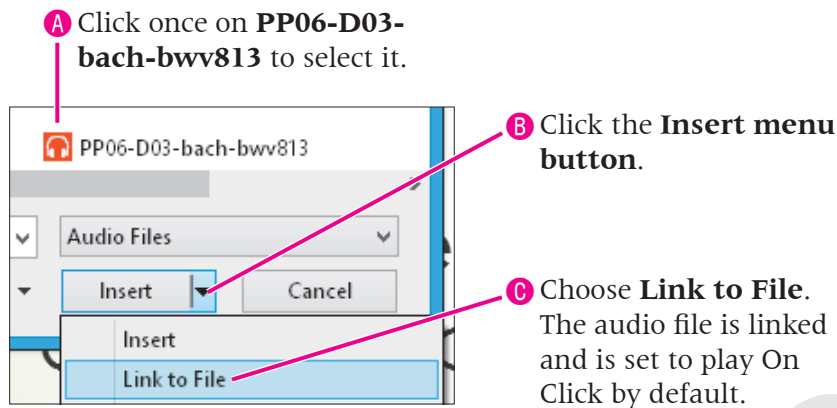 A Click once on PP06-D03-
bach-bwv813 to select it.
PP06-D03-bach-bwv813
Audio Files
Insert
Cancel
Insert
Link to File
B Click the Insert menu
button.
C Choose Link to File.
The audio file is linked
and is set to play On
Click by default.